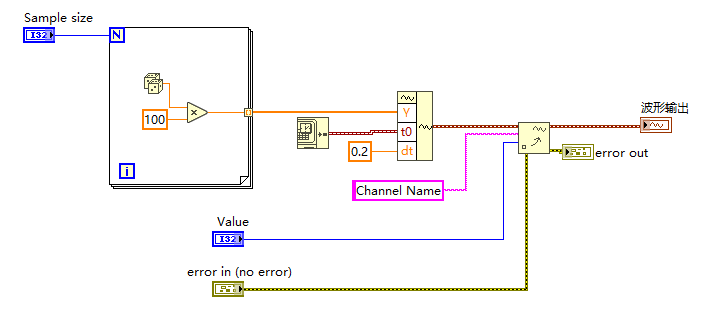 Sample size
I32
N
100
i
Y
t0
0.2
dt
波形输出
error out
Channel Name
Value
I32
error in (no error)